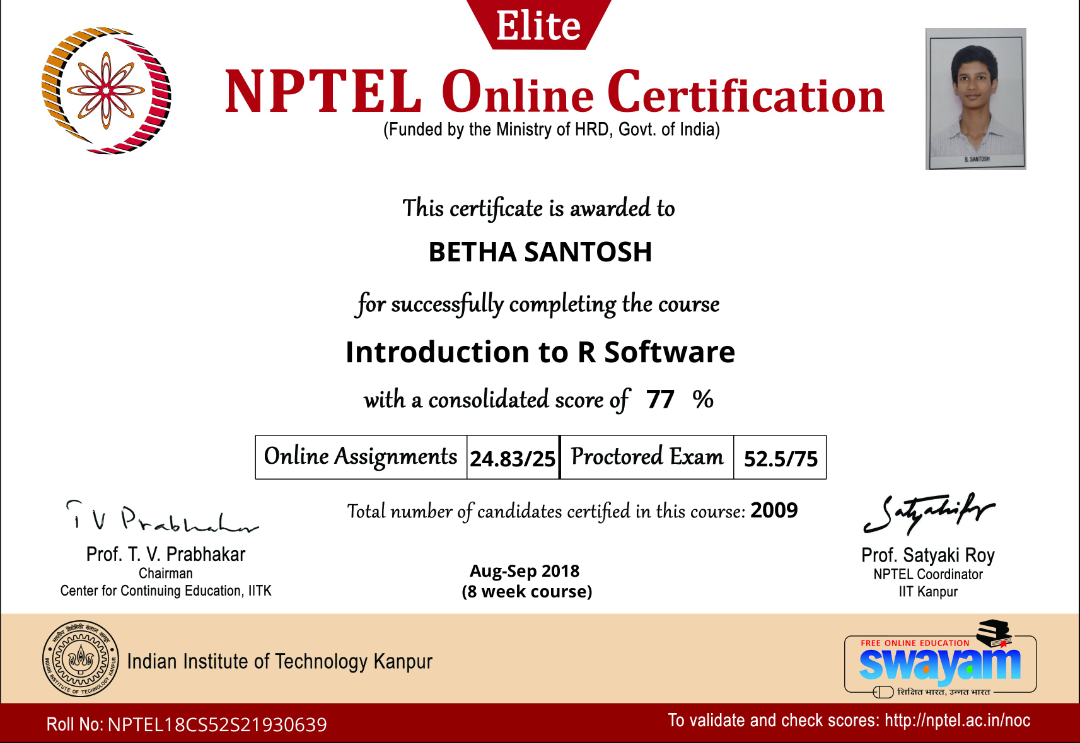 Elite
NPTEL Online Certification
(Funded by the Ministry of HRD, Govt. of India)
B. SANTOSH
This certificate is awarded to
BETHA SANTOSH
for successfully completing the course
Introduction to R Software
with a consolidated score of 77 %
Online Assignments 24.83/25 Proctored Exam 52.5/75
Total number of candidates certified in this course: 2009
T V Prabhakar
Prof. T. V. Prabhakar
Chairman
Center for Continuing Education, IITK
Aug-Sep 2018
(8 week course)
Prof. Satyaki Roy
NPTEL Coordinator
IIT Kanpur
INDIAN INSTITUTE OF TECHNOLOGY KANPUR
Indian Institute of Technology Kanpur
FREE ONLINE EDUCATION
swayam
शिक्षित भारत, उन्नत भारत
Roll No: NPTEL18CS52S21930639
To validate and check scores: http://nptel.ac.in/noc